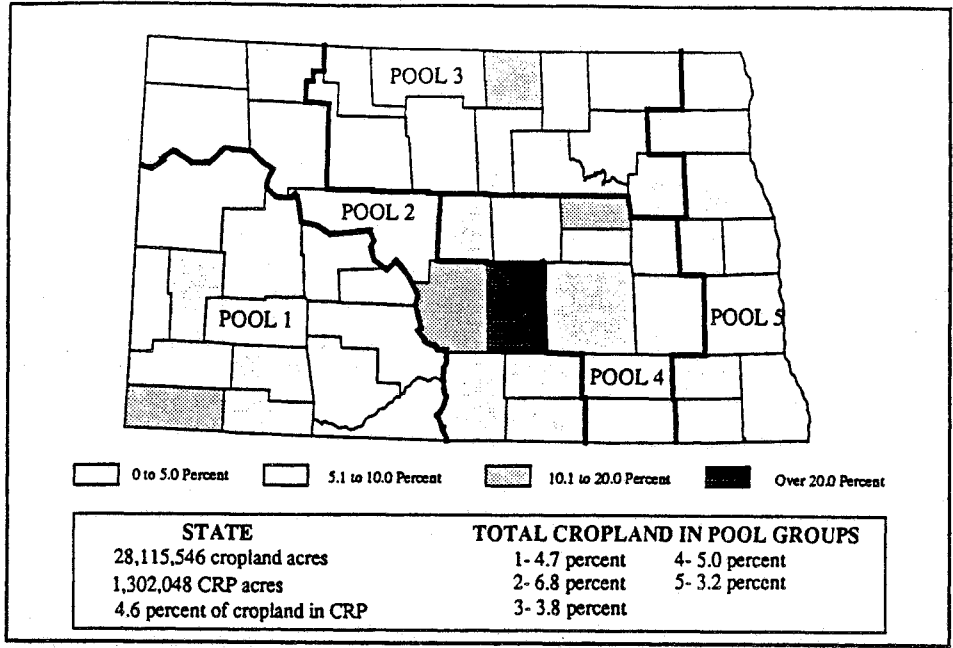 POOL 3
POOL 2
POOL 1
POOL 5
POOL 4
0 to 5.0 Percent
5.1 to 10.0 Percent
10.1 to 20.0 Percent
Over 20.0 Percent
STATE
28,115,546 cropland acres
1,302,048 CRP acres
4.6 percent of cropland in CRP
TOTAL CROPLAND IN POOL GROUPS
1- 4.7 percent 4- 5.0 percent
2- 6.8 percent 5- 3.2 percent
3- 3.8 percent